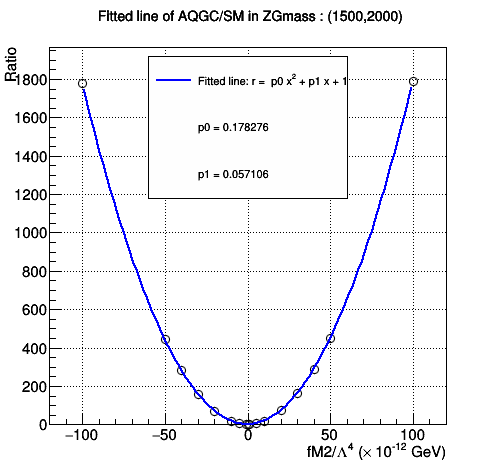 FItted line of AQGC/SM in ZGmass : (1500,2000)
Ratio
Fitted line: r = p0 x² + p1 x + 1
p0 = 0.178276
p1 = 0.057106
1800
1600
1400
1200
1000
800
600
400
200
0
−100 −50 0 50 100
fM2/Λ⁴ (× 10⁻¹² GeV)